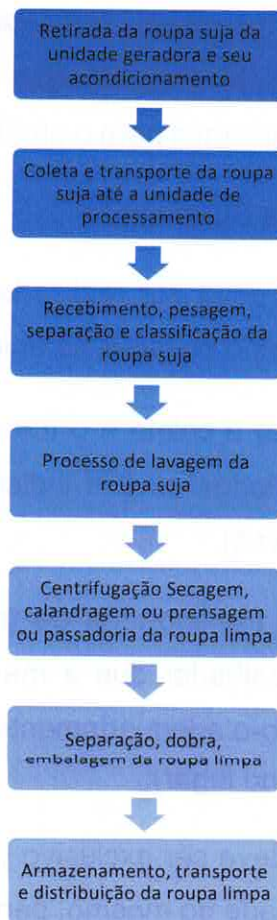 Retirada da roupa suja da
unidade geradora e seu
acondicionamento
Coleta e transporte da roupa
suja até a unidade de
processamento
Recebimento, pesagem,
separação e classificação da
roupa suja
Processo de lavagem da
roupa suja
Centrifugação Secagem,
calandragem ou prensagem
ou passadoria da roupa limpa
Separação, dobra,
embalagem da roupa limpa
Armazenamento, transporte
e distribuição da roupa limpa